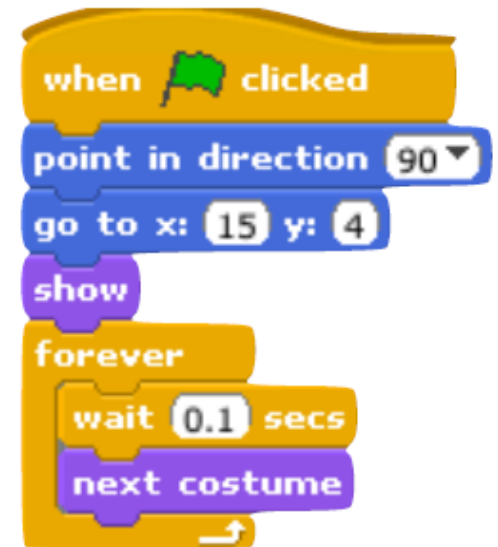 when clicked
point in direction 90
go to x: 15 y: 4
show
forever
wait 0.1 secs
next costume